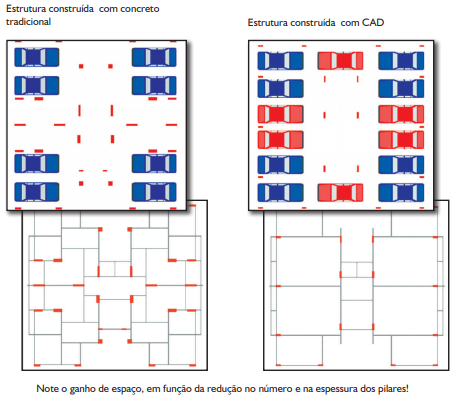 Estrutura construída com concreto
tradicional
Estrutura construída com CAD
Note o ganho de espaço, em função da redução no número e na espessura dos pilares!